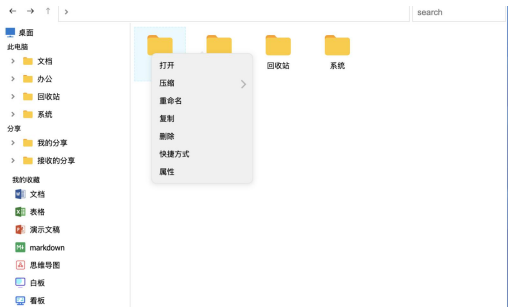 search
桌面
此电脑
文档
办公
回收站
系统
分享
我的分享
接收的分享
我的收藏
文档
表格
演示文稿
markdown
思维导图
白板
看板
回收站
系统
打开
压缩
重命名
复制
删除
快捷方式
属性